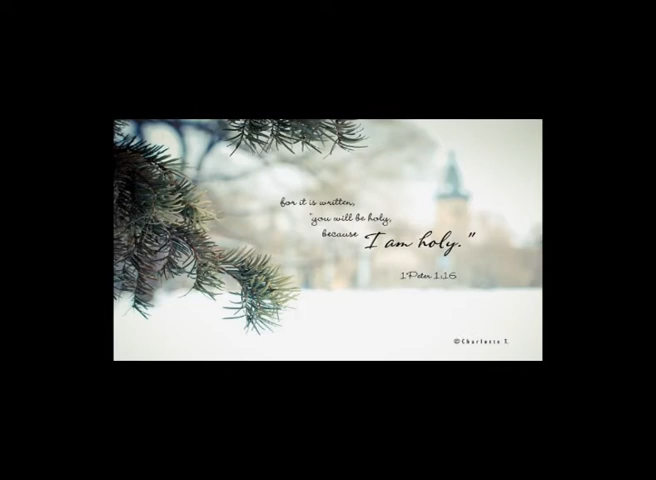 for it is written,
"you will be holy,
because I am holy."
1 Peter 1:16
©Charlotte T.